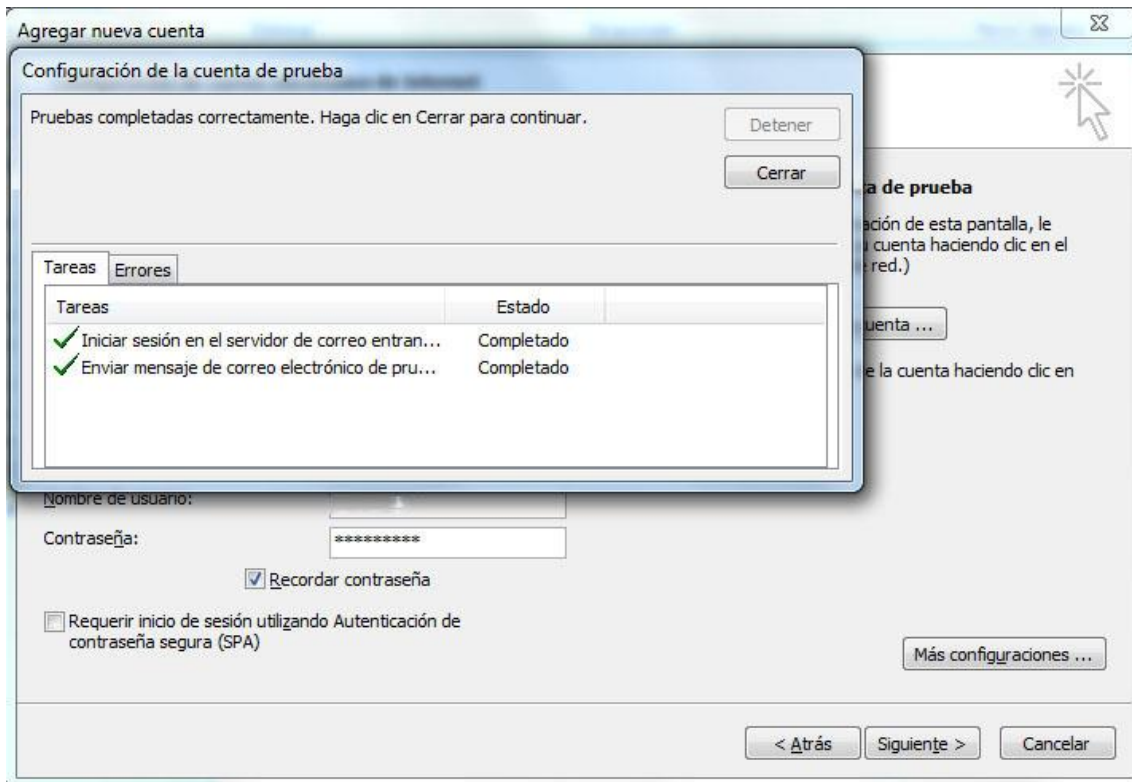 Agregar nueva cuenta
Configuración de la cuenta de prueba
Pruebas completadas correctamente. Haga clic en Cerrar para continuar.
Detener
Cerrar
Tareas
Errores
Tareas
Estado
Iniciar sesión en el servidor de correo entran...
Completado
Enviar mensaje de correo electrónico de pru...
Completado
a de prueba
ación de esta pantalla, le
u cuenta haciendo clic en el
e red.)
uenta ...
e la cuenta haciendo clic en
Nombre de usuario:
Contraseña:
*********
Recordar contraseña
Requerir inicio de sesión utilizando Autenticación de
contraseña segura (SPA)
Más configuraciones ...
< Atrás
Siguiente >
Cancelar